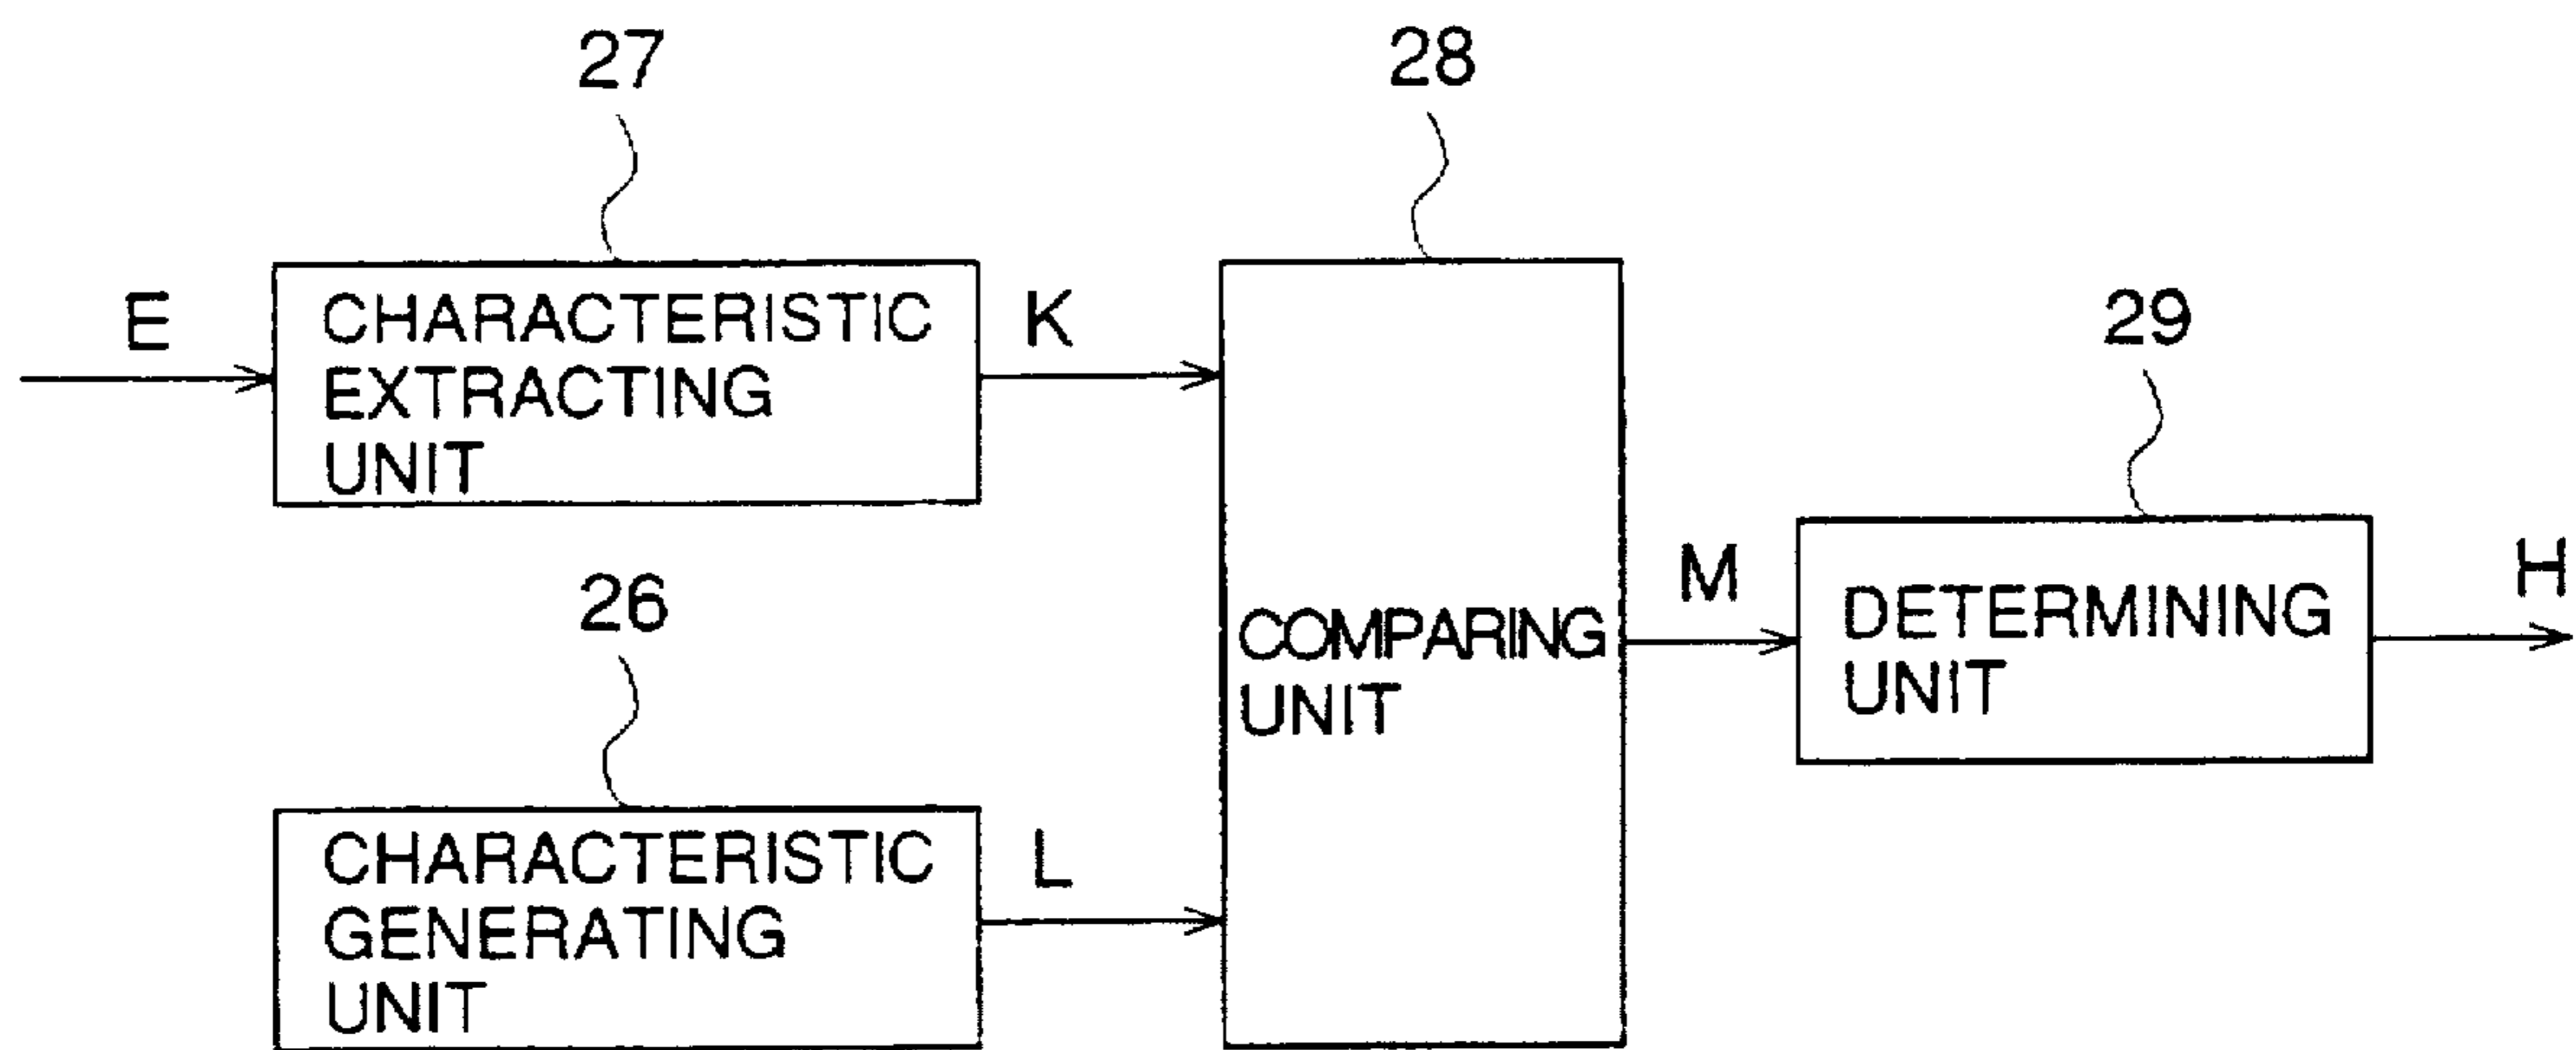 27
28
E
CHARACTERISTIC
EXTRACTING
UNIT
K
29
26
COMPARING
UNIT
M
DETERMINING
UNIT
H
CHARACTERISTIC
GENERATING
UNIT
L